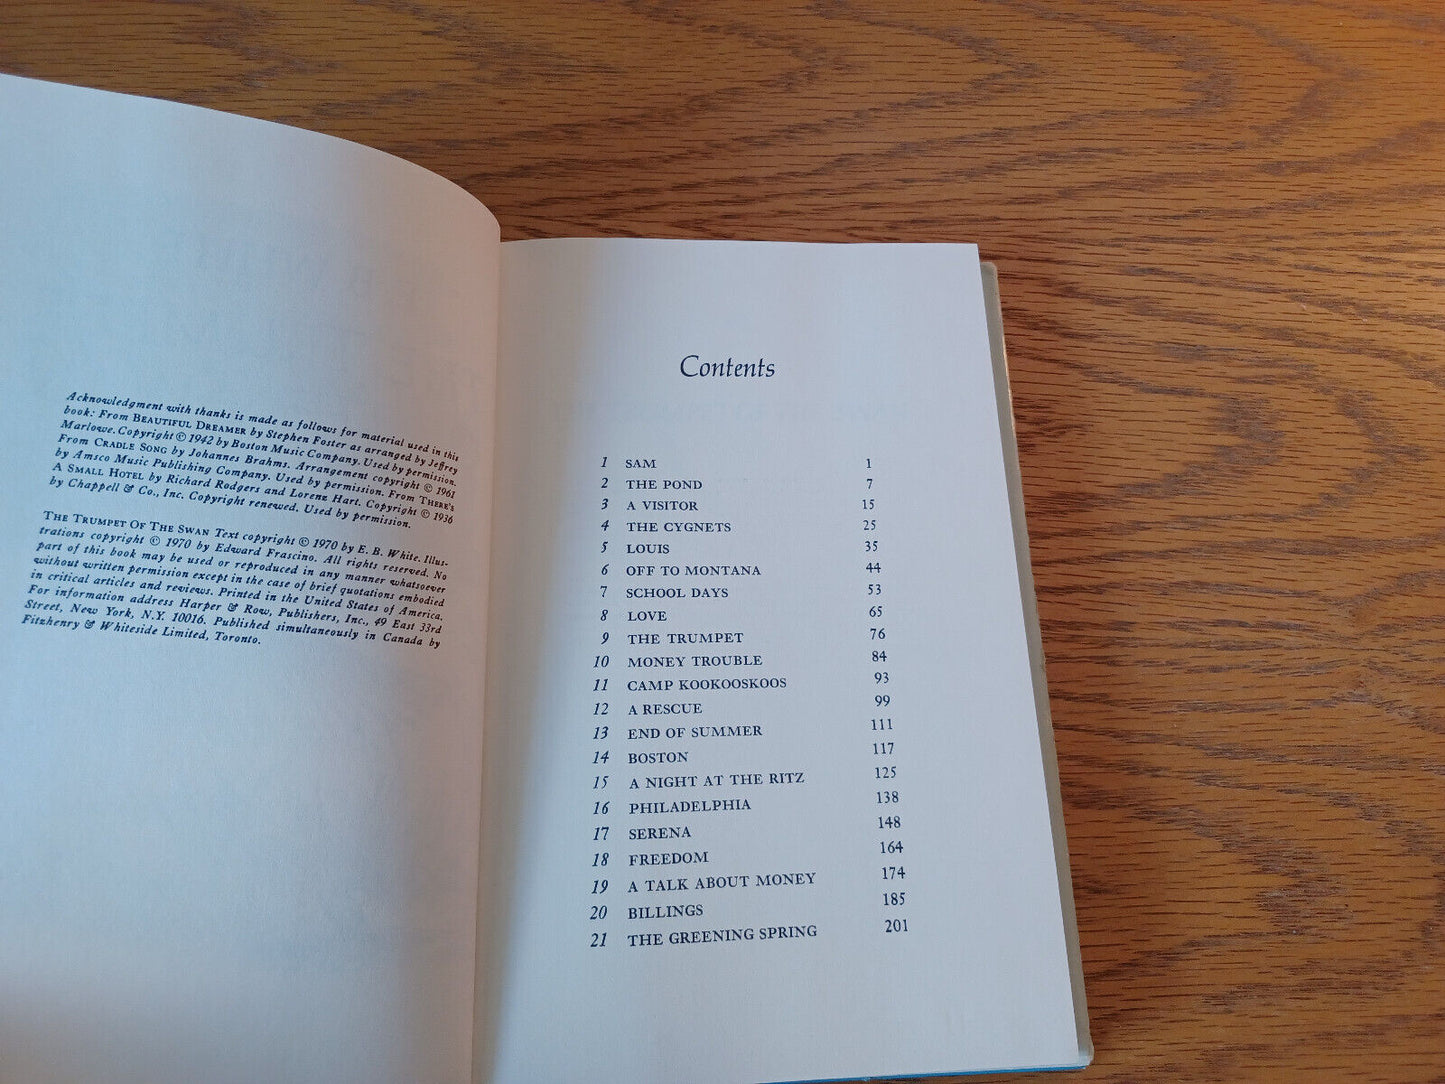 Acknowledgment with thanks is made as follows for material used in this
book: From BEAUTIFUL DREAMER by Stephen Foster as arranged by Jeffrey
Marlowe. Copyright © 1942 by Boston Music Company. Used by permission.
From CRADLE SONG by Johannes Brahms. Arrangement copyright © 1961
by Amsco Music Publishing Company. Used by permission. From THERE'S
A SMALL HOTEL by Richard Rodgers and Lorenz Hart. Copyright © 1936
by Chappell & Co., Inc. Copyright renewed. Used by permission.
THE TRUMPET OF THE SWAN Text copyright © 1970 by E. B. White. Illus-
trations copyright © 1970 by Edward Frascino. All rights reserved. No
part of this book may be used or reproduced in any manner whatsoever
without written permission except in the case of brief quotations embodied
in critical articles and reviews. Printed in the United States of America.
For information address Harper & Row, Publishers, Inc., 49 East 33rd
Street, New York, N.Y. 10016. Published simultaneously in Canada by
Fitzhenry & Whiteside Limited, Toronto.
Contents
1 SAM 1
2 THE POND 7
3 A VISITOR 15
4 THE CYGNETS 25
5 LOUIS 35
6 OFF TO MONTANA 44
7 SCHOOL DAYS 53
8 LOVE 65
9 THE TRUMPET 76
10 MONEY TROUBLE 84
11 CAMP KOOKOOSKOOS 93
12 A RESCUE 99
13 END OF SUMMER 111
14 BOSTON 117
15 A NIGHT AT THE RITZ 125
16 PHILADELPHIA 138
17 SERENA 148
18 FREEDOM 164
19 A TALK ABOUT MONEY 174
20 BILLINGS 185
21 THE GREENING SPRING 201